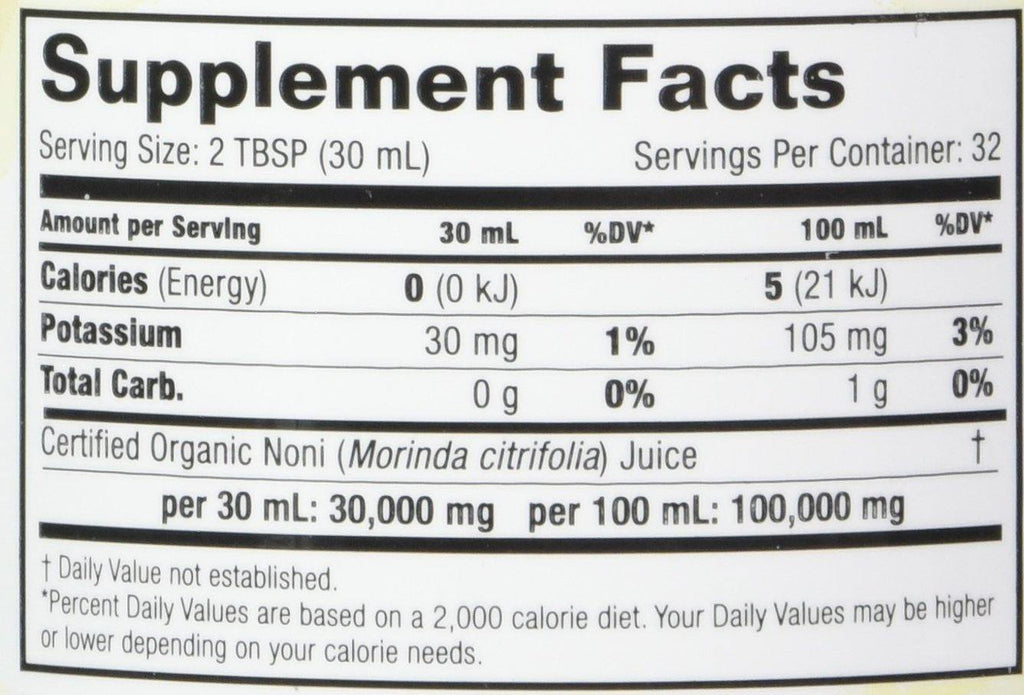 Supplement Facts
Serving Size: 2 TBSP (30 mL) Servings Per Container: 32
Amount per Serving 30 mL %DV* 100 mL %DV*
Calories (Energy) 0 (0 kJ) 5 (21 kJ)
Potassium 30 mg 1% 105 mg 3%
Total Carb. 0 g 0% 1 g 0%
Certified Organic Noni (Morinda citrifolia) Juice †
per 30 mL: 30,000 mg per 100 mL: 100,000 mg
† Daily Value not established.
*Percent Daily Values are based on a 2,000 calorie diet. Your Daily Values may be higher
or lower depending on your calorie needs.